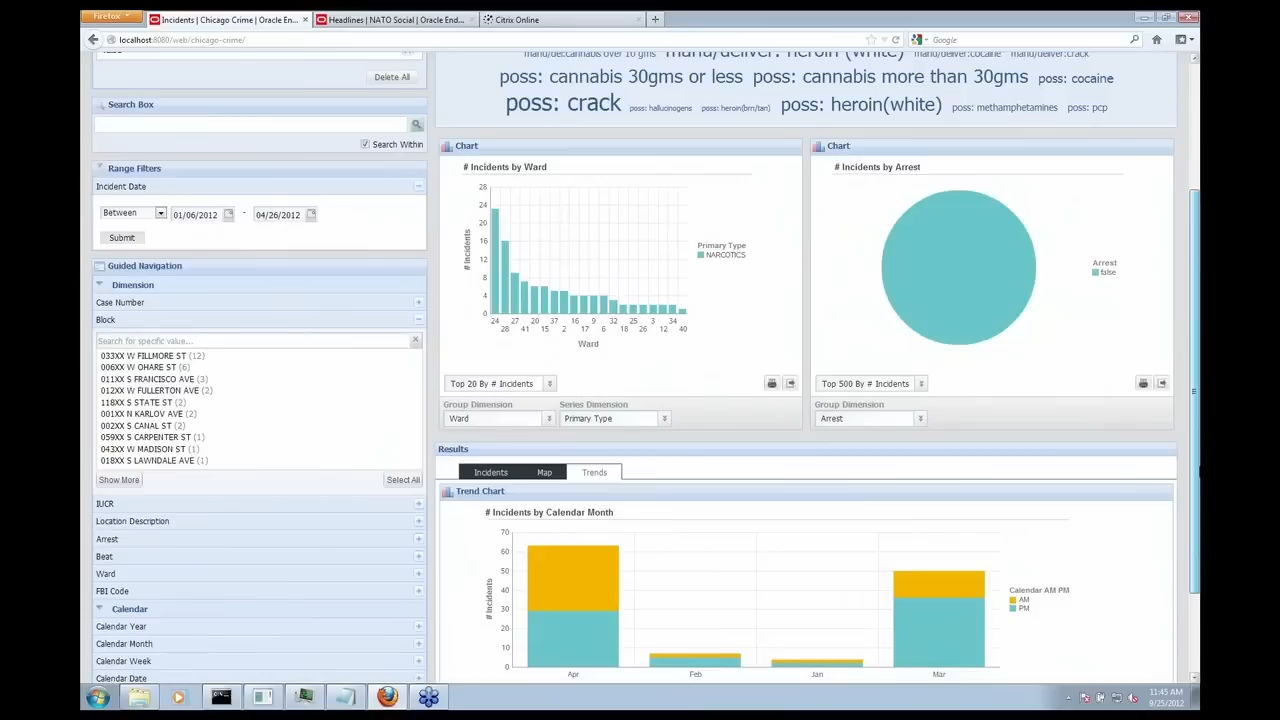 Firefox
Incidents | Chicago Crime | Oracle En...
Headlines | NATO Social | Oracle End...
Citrix Online
localhost:8080/web/chicago-crime/
Google
manu/del:cannabis over 10 gms manu/deliver: heroin (white) manu/deliver:cocaine manu/deliver:crack
poss: cannabis 30gms or less poss: cannabis more than 30gms poss: cocaine
poss: crack poss: hallucinogens poss: heroin(brn/tan) poss: heroin(white) poss: methamphetamines poss: pcp
Delete All
Search Box
Search Within
Range Filters
Incident Date
Between 01/06/2012 - 04/26/2012
Submit
Guided Navigation
Dimension
Case Number
Block
Search for specific value...
033XX W FILLMORE ST (12)
006XX W OHARE ST (6)
011XX S FRANCISCO AVE (3)
012XX W FULLERTON AVE (2)
118XX S STATE ST (2)
001XX N KARLOV AVE (2)
002XX S CANAL ST (2)
059XX S CARPENTER ST (1)
043XX W MADISON ST (1)
018XX S LAWNDALE AVE (1)
Show More
Select All
IUCR
Location Description
Arrest
Beat
Ward
FBI Code
Calendar
Calendar Year
Calendar Month
Calendar Week
Calendar Date
Chart
# Incidents by Ward
28
24
20
16
12
8
4
0
# Incidents
24 27 20 37 16 9 32 25 3 34
28 41 15 2 17 6 18 26 12 40
Ward
Primary Type
NARCOTICS
Top 20 By # Incidents
Group Dimension
Series Dimension
Ward
Primary Type
Chart
# Incidents by Arrest
Arrest
false
Top 500 By # Incidents
Group Dimension
Arrest
Results
Incidents Map Trends
Trend Chart
# Incidents by Calendar Month
70
60
50
40
30
20
10
0
# Incidents
Apr Feb Jan Mar
Calendar AM PM
AM
PM
11:45 AM
9/25/2012